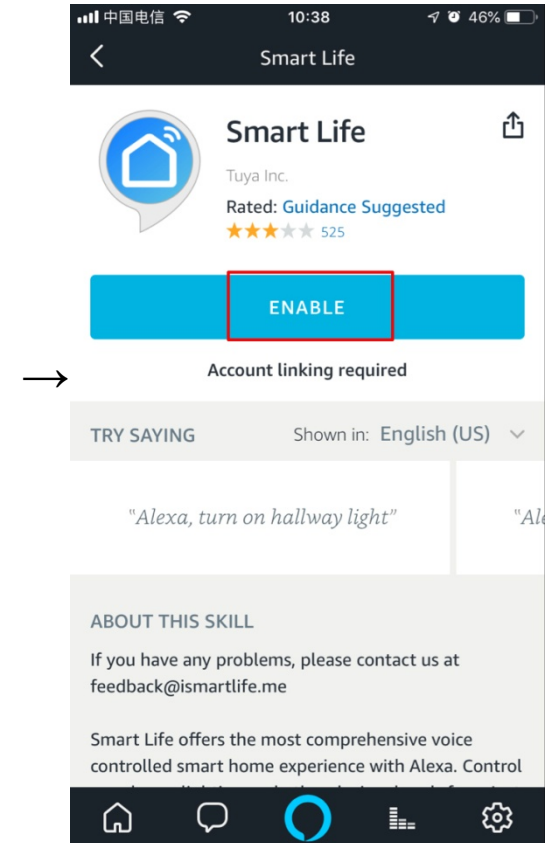 中国电信 10:38 46%
Smart Life
Smart Life
Tuya Inc.
Rated: Guidance Suggested
525
ENABLE
→ Account linking required
TRY SAYING Shown in: English (US)
"Alexa, turn on hallway light" "Ale
ABOUT THIS SKILL
If you have any problems, please contact us at
feedback@ismartlife.me
Smart Life offers the most comprehensive voice
controlled smart home experience with Alexa. Control